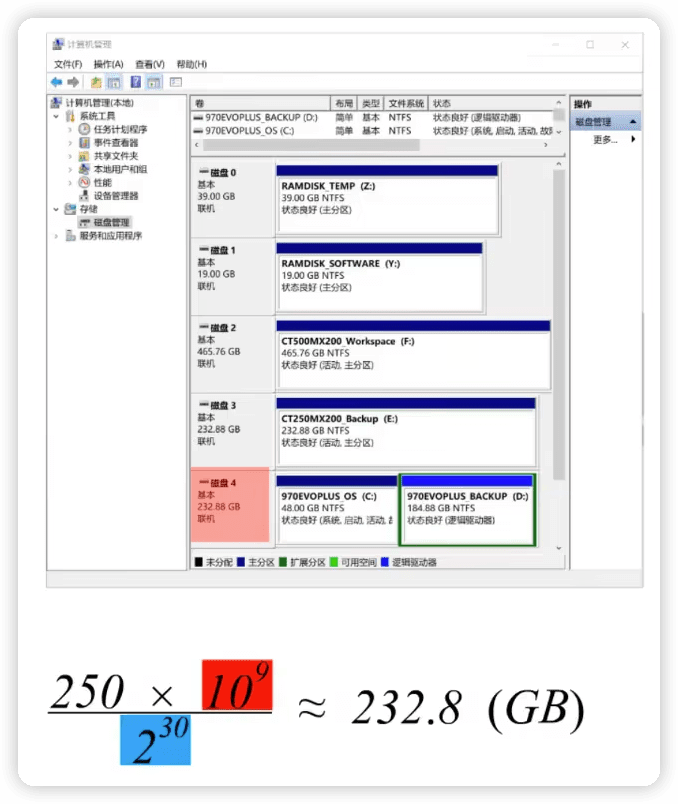 计算机管理
文件(F) 操作(A) 查看(V) 帮助(H)
计算机管理(本地)
系统工具
任务计划程序
事件查看器
共享文件夹
本地用户和组
性能
设备管理器
存储
磁盘管理
服务和应用程序
卷 布局 类型 文件系统 状态
970EVOPLUS_BACKUP (D:) 简单 基本 NTFS 状态良好 (逻辑驱动器)
970EVOPLUS_OS (C:) 简单 基本 NTFS 状态良好 (系统, 启动, 活动, 故
磁盘 0
基本
39.00 GB
联机
RAMDISK_TEMP (Z:)
39.00 GB NTFS
状态良好 (主分区)
磁盘 1
基本
19.00 GB
联机
RAMDISK_SOFTWARE (Y:)
19.00 GB NTFS
状态良好 (主分区)
磁盘 2
基本
465.76 GB
联机
CT500MX200_Workspace (F:)
465.76 GB NTFS
状态良好 (活动, 主分区)
磁盘 3
基本
232.88 GB
联机
CT250MX200_Backup (E:)
232.88 GB NTFS
状态良好 (活动, 主分区)
磁盘 4
基本
232.88 GB
联机
970EVOPLUS_OS (C:)
48.00 GB NTFS
状态良好 (系统, 启动, 活动,
970EVOPLUS_BACKUP (D:)
184.88 GB NTFS
状态良好 (逻辑驱动器)
未分配 主分区 扩展分区 可用空间 逻辑驱动器
操作
磁盘管理
更多...
250 × 10⁹
2³⁰
≈ 232.8 (GB)